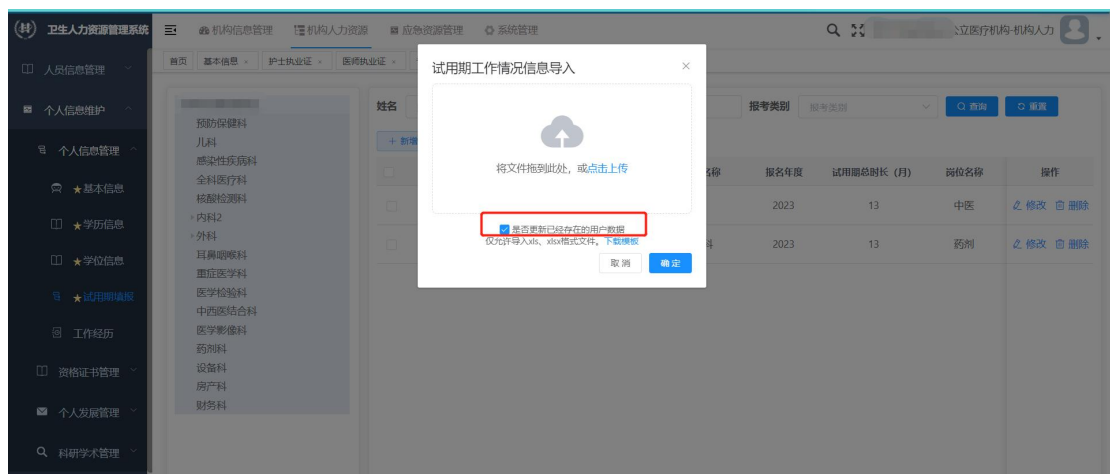 卫生人力资源管理系统
机构信息管理 机构人力资源 应急资源管理 系统管理
立医疗机构-机构人力
首页 基本信息 × 护士执业证 × 医师执业证 ×
人员信息管理
个人信息维护
个人信息管理
★基本信息
★学历信息
★学位信息
★试用期填报
工作经历
资格证书管理
个人发展管理
科研学术管理
预防保健科
儿科
感染性疾病科
全科医疗科
核酸检测科
内科2
外科
耳鼻咽喉科
重症医学科
医学检验科
中西医结合科
医学影像科
药剂科
设备科
房产科
财务科
姓名 报考类别 报考类别 查询 重置
+ 新增
名称 报名年度 试用期总时长(月) 岗位名称 操作
2023 13 中医 修改 删除
科 2023 13 药剂 修改 删除
试用期工作情况信息导入 ×
将文件拖到此处，或点击上传
是否更新已经存在的用户数据
仅允许导入xls、xlsx格式文件。下载模板
取消 确定